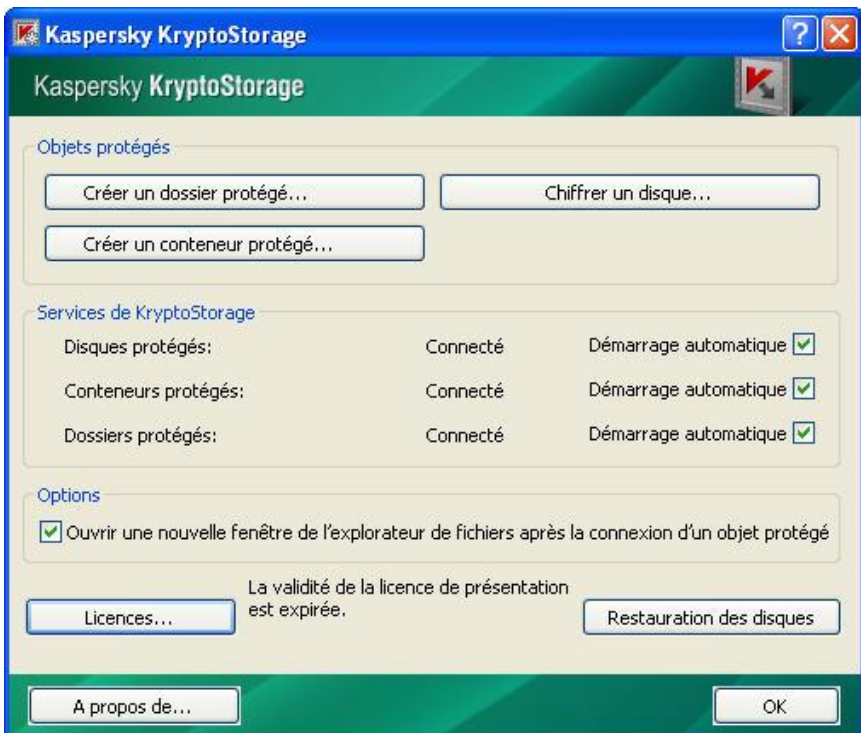 Kaspersky KryptoStorage
Kaspersky KryptoStorage
Objets protégés
Créer un dossier protégé...
Chiffrer un disque...
Créer un conteneur protégé...
Services de KryptoStorage
Disques protégés: Connecté Démarrage automatique
Conteneurs protégés: Connecté Démarrage automatique
Dossiers protégés: Connecté Démarrage automatique
Options
Ouvrir une nouvelle fenêtre de l'explorateur de fichiers après la connexion d'un objet protégé
Licences...
La validité de la licence de présentation
est expirée.
Restauration des disques
A propos de...
OK